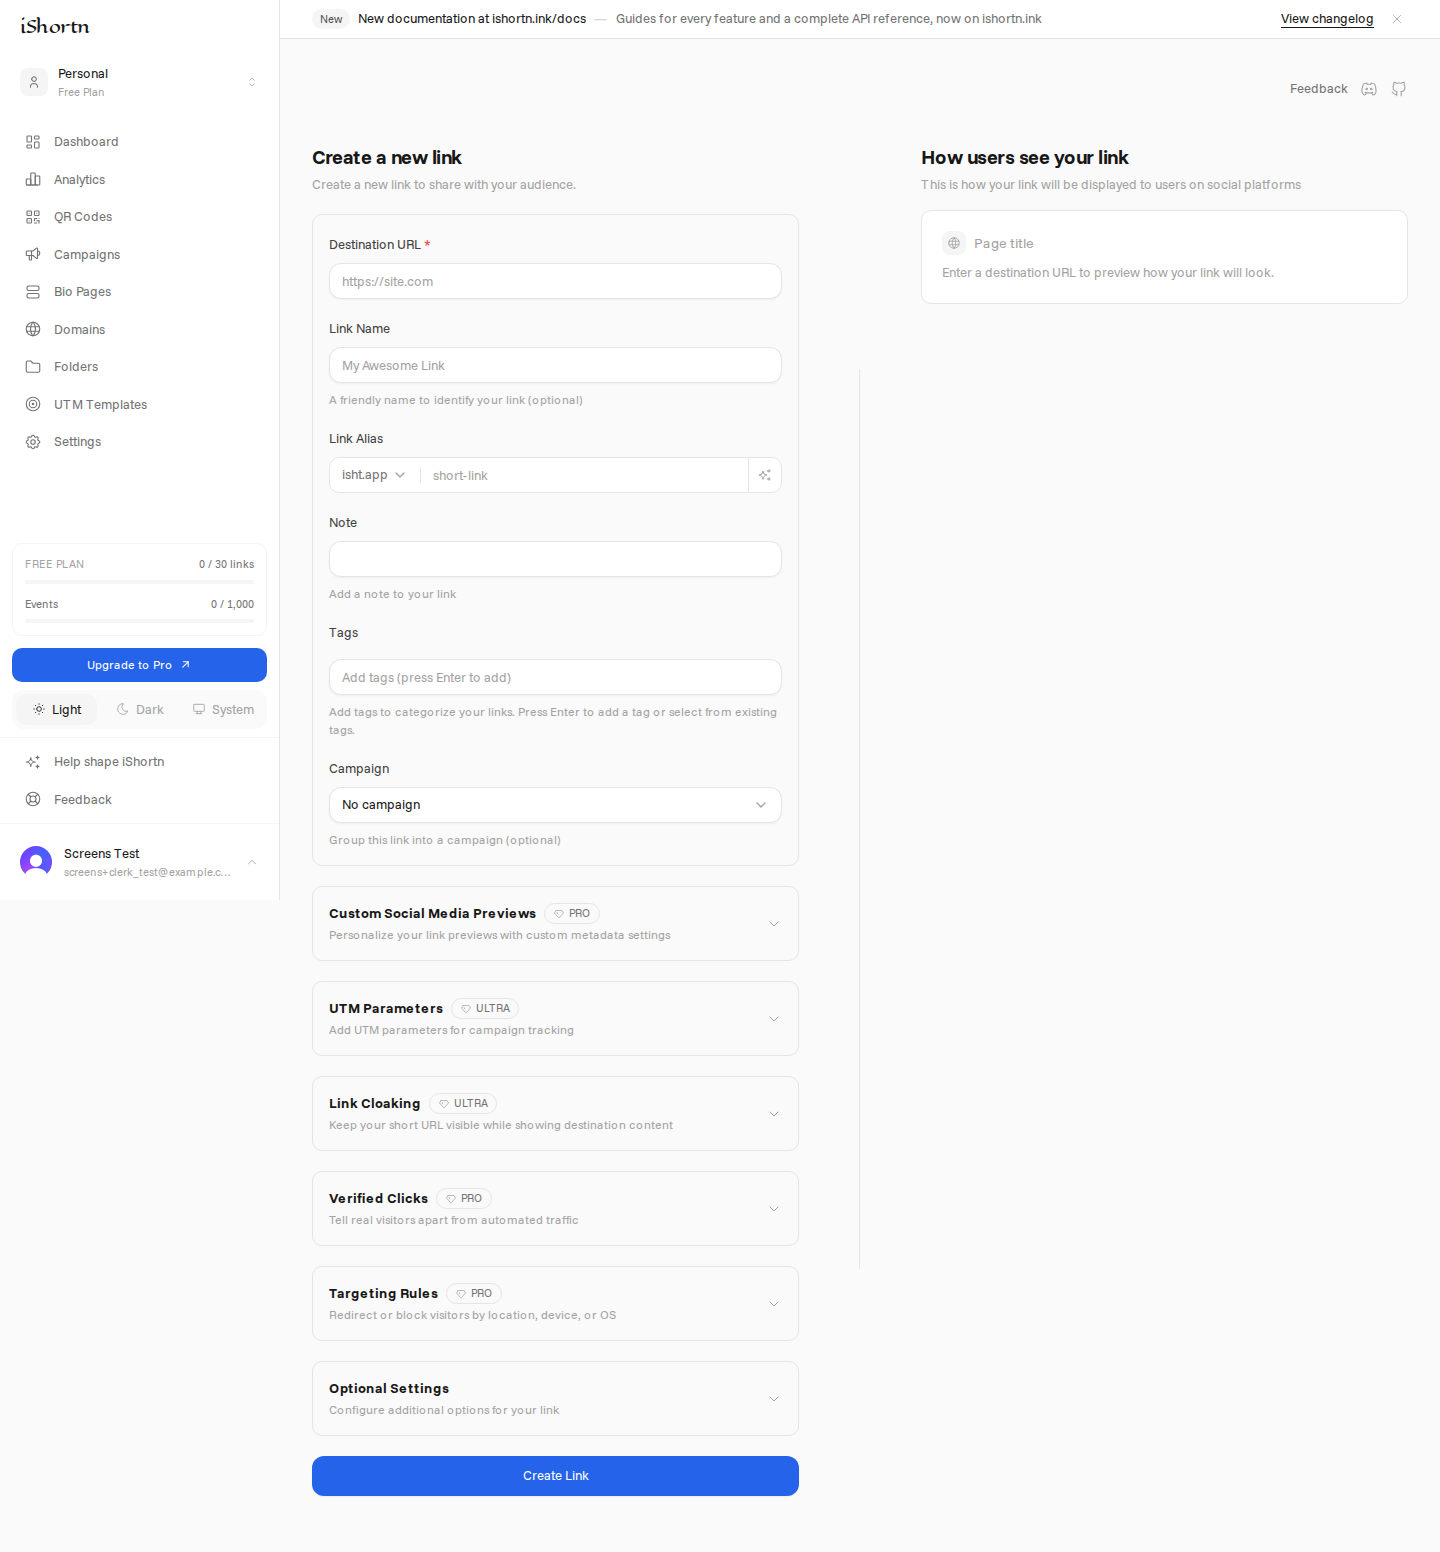 iShortn
Personal
Free Plan
Dashboard
Analytics
QR Codes
Campaigns
Bio Pages
Domains
Folders
UTM Templates
Settings
FREE PLAN 0 / 30 links
Events 0 / 1,000
Upgrade to Pro
Light Dark System
Help shape iShortn
Feedback
Screens Test
screens+clerk_test@example.c...
New New documentation at ishortn.ink/docs — Guides for every feature and a complete API reference, now on ishortn.ink View changelog
Feedback
Create a new link
Create a new link to share with your audience.
Destination URL *
https://site.com
Link Name
My Awesome Link
A friendly name to identify your link (optional)
Link Alias
isht.app short-link
Note
Add a note to your link
Tags
Add tags (press Enter to add)
Add tags to categorize your links. Press Enter to add a tag or select from existing
tags.
Campaign
No campaign
Group this link into a campaign (optional)
Custom Social Media Previews PRO
Personalize your link previews with custom metadata settings
UTM Parameters ULTRA
Add UTM parameters for campaign tracking
Link Cloaking ULTRA
Keep your short URL visible while showing destination content
Verified Clicks PRO
Tell real visitors apart from automated traffic
Targeting Rules PRO
Redirect or block visitors by location, device, or OS
Optional Settings
Configure additional options for your link
Create Link
How users see your link
This is how your link will be displayed to users on social platforms
Page title
Enter a destination URL to preview how your link will look.